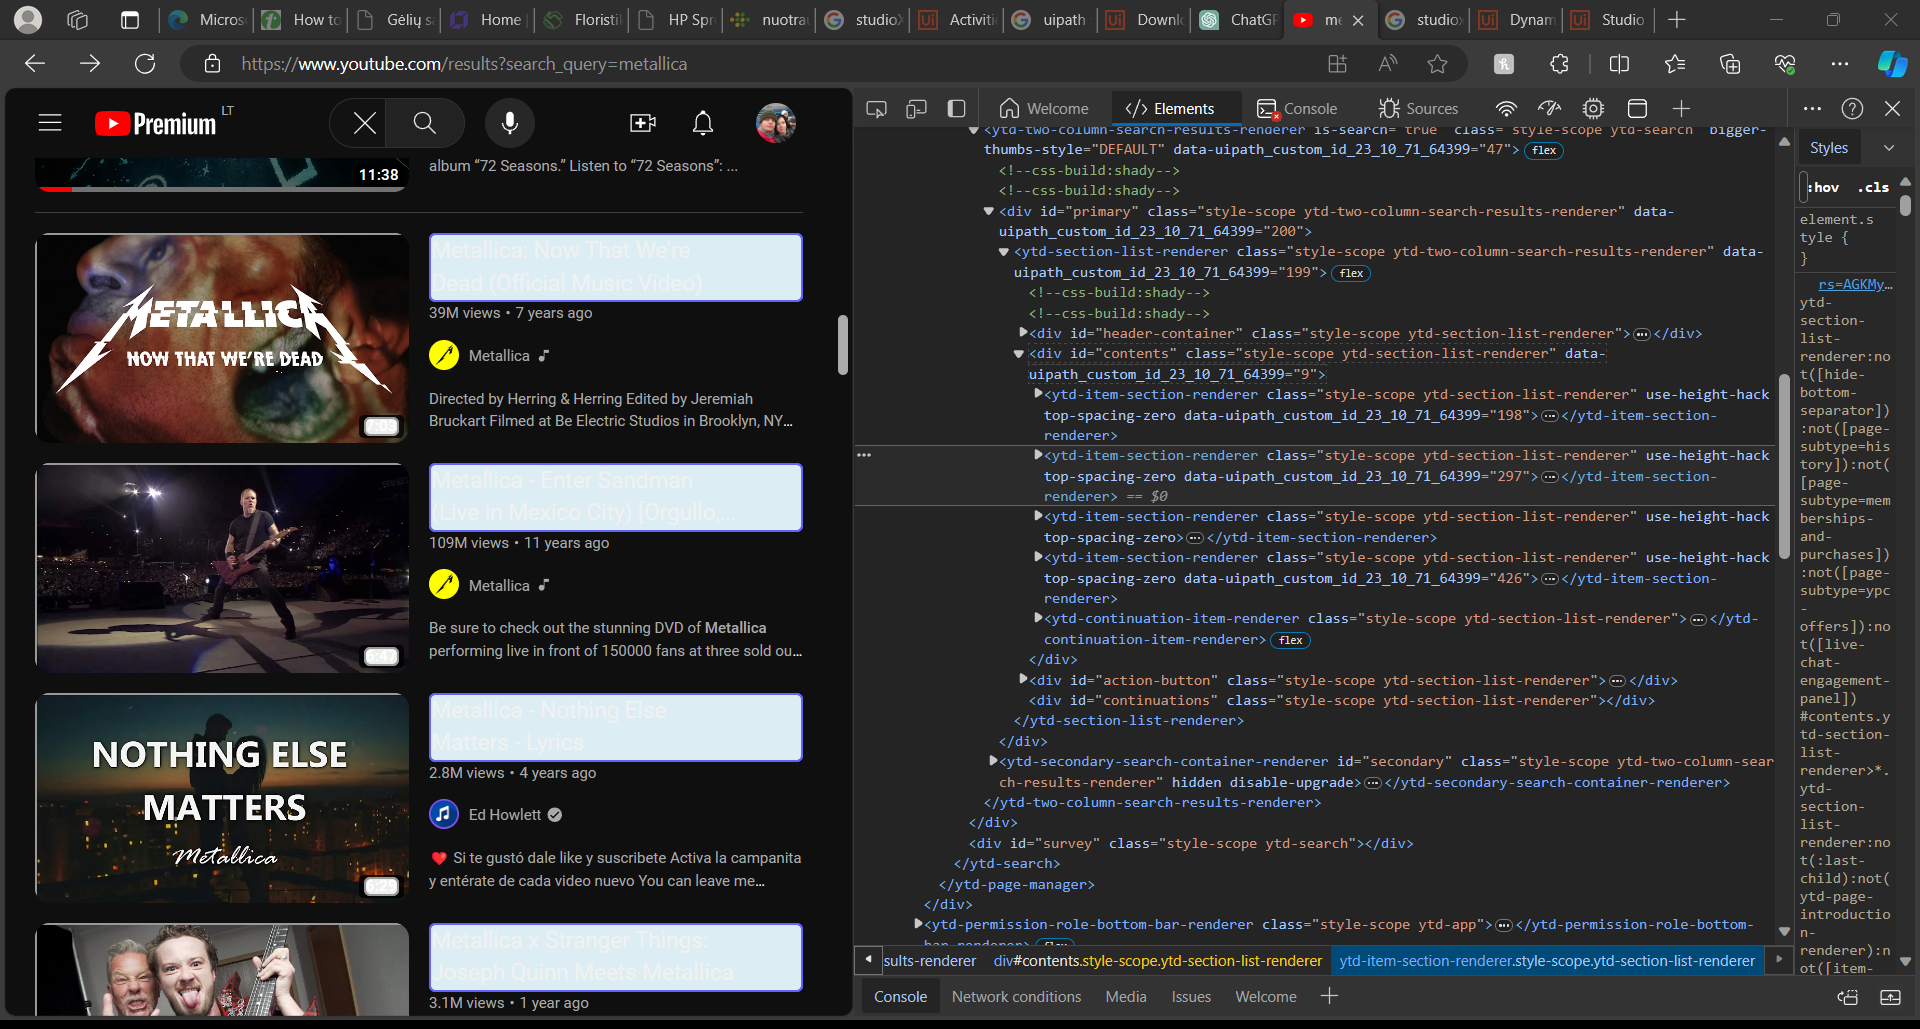 Micros
How to
Gėlių s
Home
Floristi
HP Spr
nuotra
studioX
Activiti
uipath
Downl
ChatGP
me
studiox
Dynam
Studio
https://www.youtube.com/results?search_query=metallica
Premium LT
11:38
album “72 Seasons.” Listen to “72 Seasons”: ...
METALLICA
NOW THAT WE'RE DEAD
7:03
Metallica: Now That We're
Dead (Official Music Video)
39M views • 7 years ago
Metallica
Directed by Herring & Herring Edited by Jeremiah
Bruckart Filmed at Be Electric Studios in Brooklyn, NY...
6:47
Metallica - Enter Sandman
(Live in Mexico City) [Orgullo,...
109M views • 11 years ago
Metallica
Be sure to check out the stunning DVD of Metallica
performing live in front of 150000 fans at three sold ou...
NOTHING ELSE
MATTERS
Metallica
6:29
Metallica - Nothing Else
Matters - Lyrics
2.8M views • 4 years ago
Ed Howlett
Si te gustó dale like y suscribete Activa la campanita
y entérate de cada video nuevo You can leave me...
Metallica x Stranger Things:
Joseph Quinn Meets Metallica
3.1M views • 1 year ago
Welcome
</> Elements
Console
Sources
<ytd-two-column-search-results-renderer is-search="true" class="style-scope ytd-search" bigger-
thumbs-style="DEFAULT" data-uipath_custom_id_23_10_71_64399="47"> flex
<!--css-build:shady-->
<!--css-build:shady-->
<div id="primary" class="style-scope ytd-two-column-search-results-renderer" data-
uipath_custom_id_23_10_71_64399="200">
<ytd-section-list-renderer class="style-scope ytd-two-column-search-results-renderer" data-
uipath_custom_id_23_10_71_64399="199"> flex
<!--css-build:shady-->
<!--css-build:shady-->
<div id="header-container" class="style-scope ytd-section-list-renderer">…</div>
<div id="contents" class="style-scope ytd-section-list-renderer" data-
uipath_custom_id_23_10_71_64399="9">
<ytd-item-section-renderer class="style-scope ytd-section-list-renderer" use-height-hack
top-spacing-zero data-uipath_custom_id_23_10_71_64399="198">…</ytd-item-section-
renderer>
<ytd-item-section-renderer class="style-scope ytd-section-list-renderer" use-height-hack
top-spacing-zero data-uipath_custom_id_23_10_71_64399="297">…</ytd-item-section-
renderer> == $0
<ytd-item-section-renderer class="style-scope ytd-section-list-renderer" use-height-hack
top-spacing-zero>…</ytd-item-section-renderer>
<ytd-item-section-renderer class="style-scope ytd-section-list-renderer" use-height-hack
top-spacing-zero data-uipath_custom_id_23_10_71_64399="426">…</ytd-item-section-
renderer>
<ytd-continuation-item-renderer class="style-scope ytd-section-list-renderer">…</ytd-
continuation-item-renderer> flex
</div>
<div id="action-button" class="style-scope ytd-section-list-renderer">…</div>
<div id="continuations" class="style-scope ytd-section-list-renderer"></div>
</ytd-section-list-renderer>
</div>
<ytd-secondary-search-container-renderer id="secondary" class="style-scope ytd-two-column-sear
ch-results-renderer" hidden disable-upgrade>…</ytd-secondary-search-container-renderer>
</ytd-two-column-search-results-renderer>
</div>
<div id="survey" class="style-scope ytd-search"></div>
</ytd-search>
</ytd-page-manager>
</div>
<ytd-permission-role-bottom-bar-renderer class="style-scope ytd-app">…</ytd-permission-role-bottom-
bar-renderer> flex
sults-renderer div#contents.style-scope.ytd-section-list-renderer ytd-item-section-renderer.style-scope.ytd-section-list-renderer
Console Network conditions Media Issues Welcome
Styles
:hov .cls
element.s
tyle {
}
rs=AGKMy…
ytd-
section-
list-
renderer:no
t([hide-
bottom-
separator])
:not([page-
subtype=his
tory]):not(
[page-
subtype=mem
berships-
and-
purchases])
:not([page-
subtype=ypc
-
offers]):no
t([live-
chat-
engagement-
panel])
#contents.y
td-section-
list-
renderer>*.
ytd-
section-
list-
renderer:no
t(:last-
child):not(
ytd-page-
introductio
n-
renderer):n
ot([item-